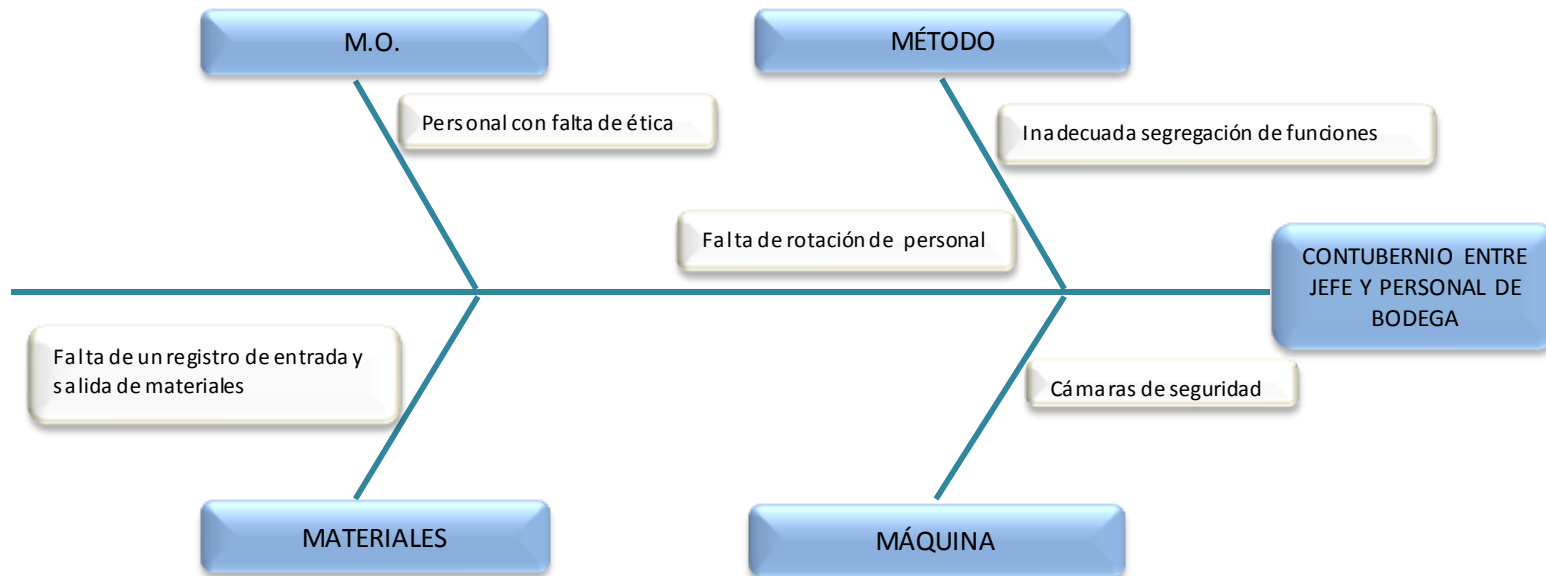 M.O.
MÉTODO
Personal con falta de ética
Inadecuada segregación de funciones
Falta de rotación de personal
CONTUBERNIO ENTRE
JEFE Y PERSONAL DE
BODEGA
Falta de un registro de entrada y
salida de materiales
Cámaras de seguridad
MATERIALES
MÁQUINA